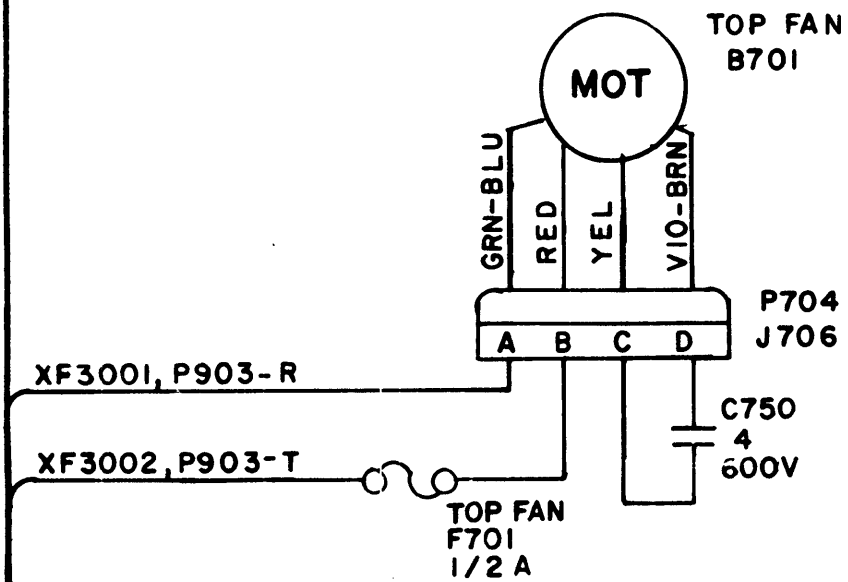 TOP FAN
B701
MOT
GRN-BLU
RED
YEL
VIO-BRN
P704
J706
A B C D
XF3001, P903-R
C750
4
600V
XF3002, P903-T
TOP FAN
F701
1/2 A